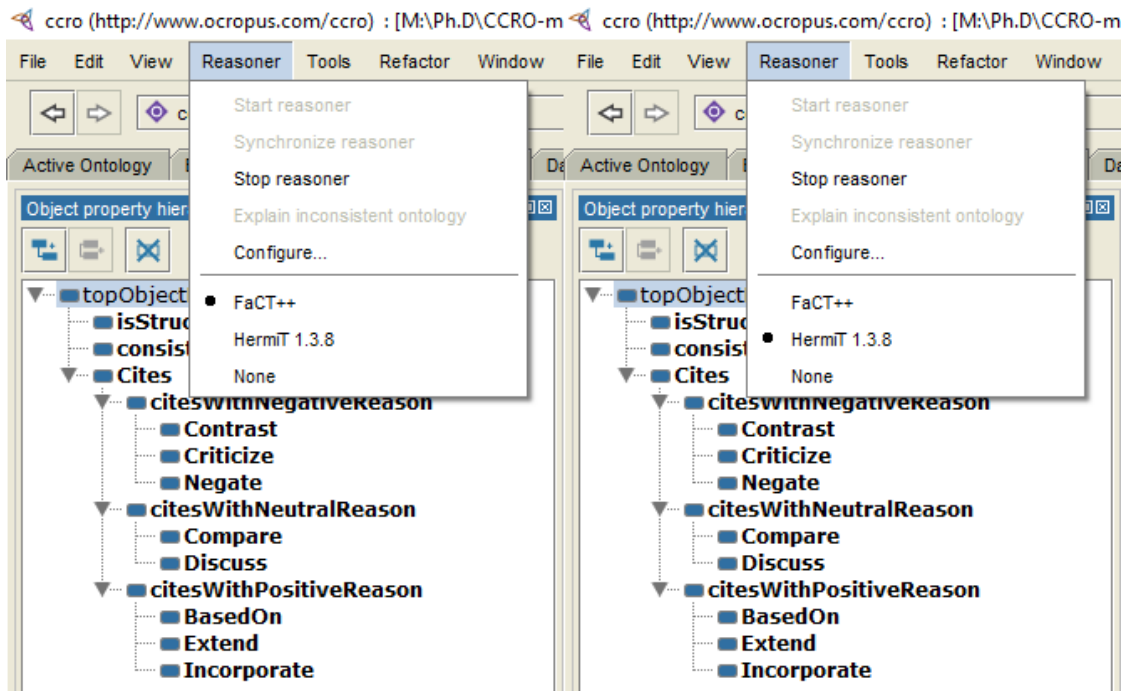 ccro (http://www.ocropus.com/ccro) : [M:\Ph.D\CCRO-m
File Edit View Reasoner Tools Refactor Window
Start reasoner
Synchronize reasoner
Active Ontology
Stop reasoner
Object property hier
Explain inconsistent ontology
Configure...
topObject
FaCT++
isStruc
HermiT 1.3.8
consist
Cites
None
citesWithNegativeReason
Contrast
Criticize
Negate
citesWithNeutralReason
Compare
Discuss
citesWithPositiveReason
BasedOn
Extend
Incorporate
ccro (http://www.ocropus.com/ccro) : [M:\Ph.D\CCRO-m
File Edit View Reasoner Tools Refactor Window
Start reasoner
Synchronize reasoner
Active Ontology
Stop reasoner
Object property hier
Explain inconsistent ontology
Configure...
topObject
FaCT++
isStruc
HermiT 1.3.8
consist
Cites
None
citesWithNegativeReason
Contrast
Criticize
Negate
citesWithNeutralReason
Compare
Discuss
citesWithPositiveReason
BasedOn
Extend
Incorporate